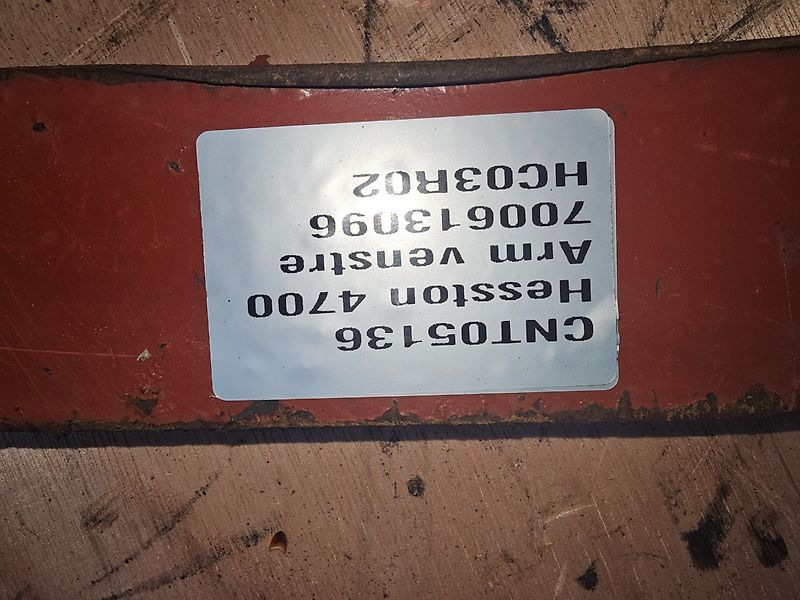 CNT05136
Hesston 4700
Arm venstre
700613096
HC03R02